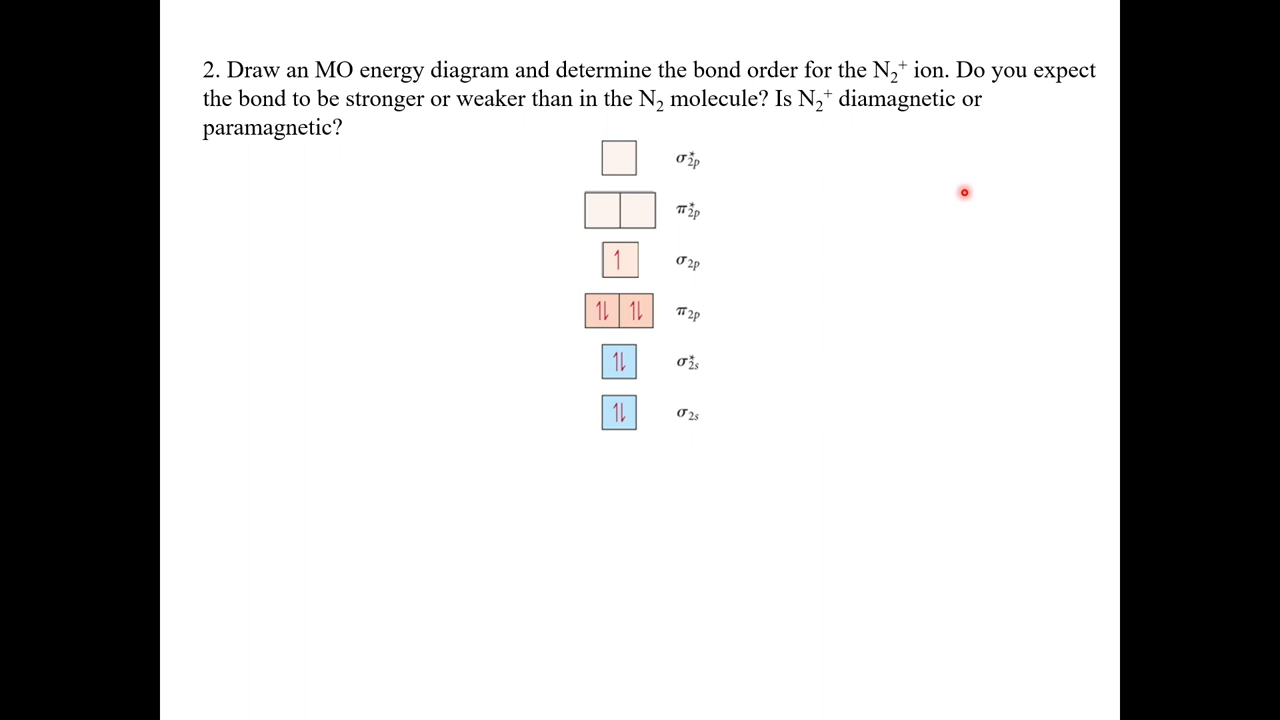 2. Draw an MO energy diagram and determine the bond order for the N₂⁺ ion. Do you expect
the bond to be stronger or weaker than in the N₂ molecule? Is N₂⁺ diamagnetic or
paramagnetic?
σ*2p
π*2p
↿ σ2p
↿⇂ ↿⇂ π2p
↿⇂ σ*2s
↿⇂ σ2s